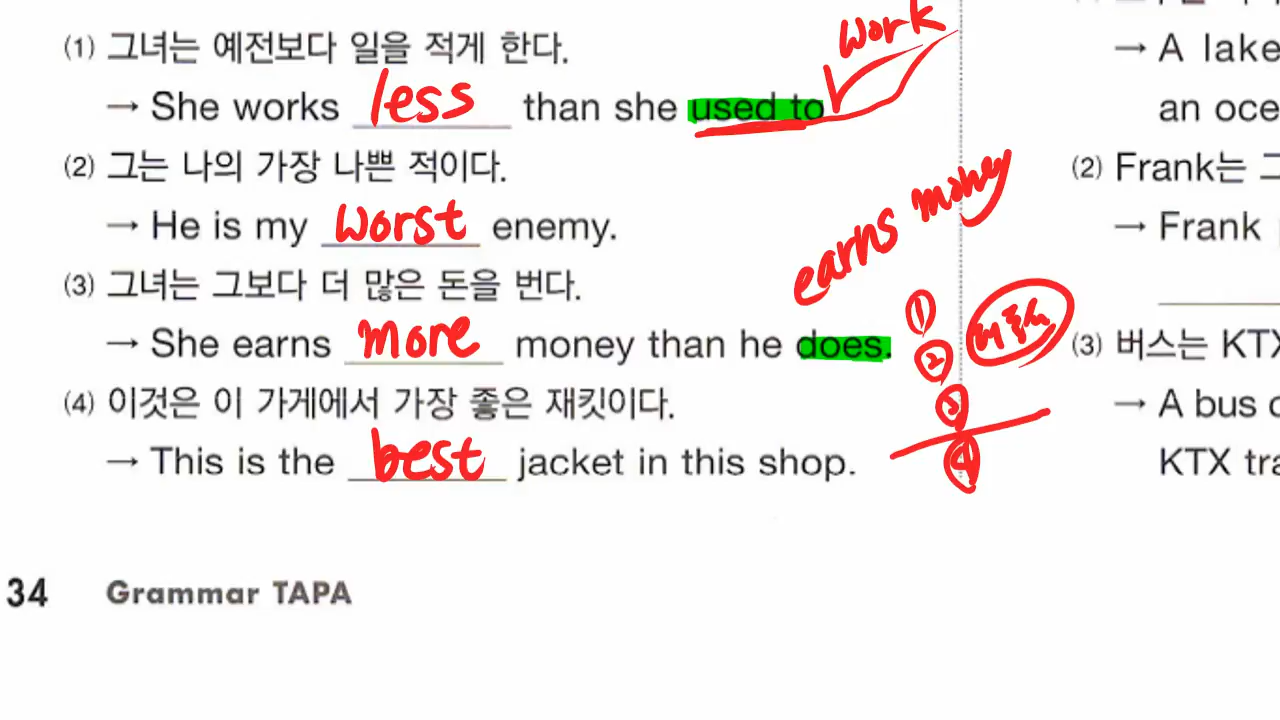 work
(1) 그녀는 예전보다 일을 적게 한다.
→ She works less than she used to
(2) 그는 나의 가장 나쁜 적이다.
→ He is my worst enemy.
earns money
(3) 그녀는 그보다 더 많은 돈을 번다.
→ She earns more money than he does.
①
②
③
④
(4) 이것은 이 가게에서 가장 좋은 재킷이다.
→ This is the best jacket in this shop.
→ A lake
an oce
(2) Frank는 그
→ Frank
(3) 버스는 KTX
→ A bus
KTX tra
34 Grammar TAPA